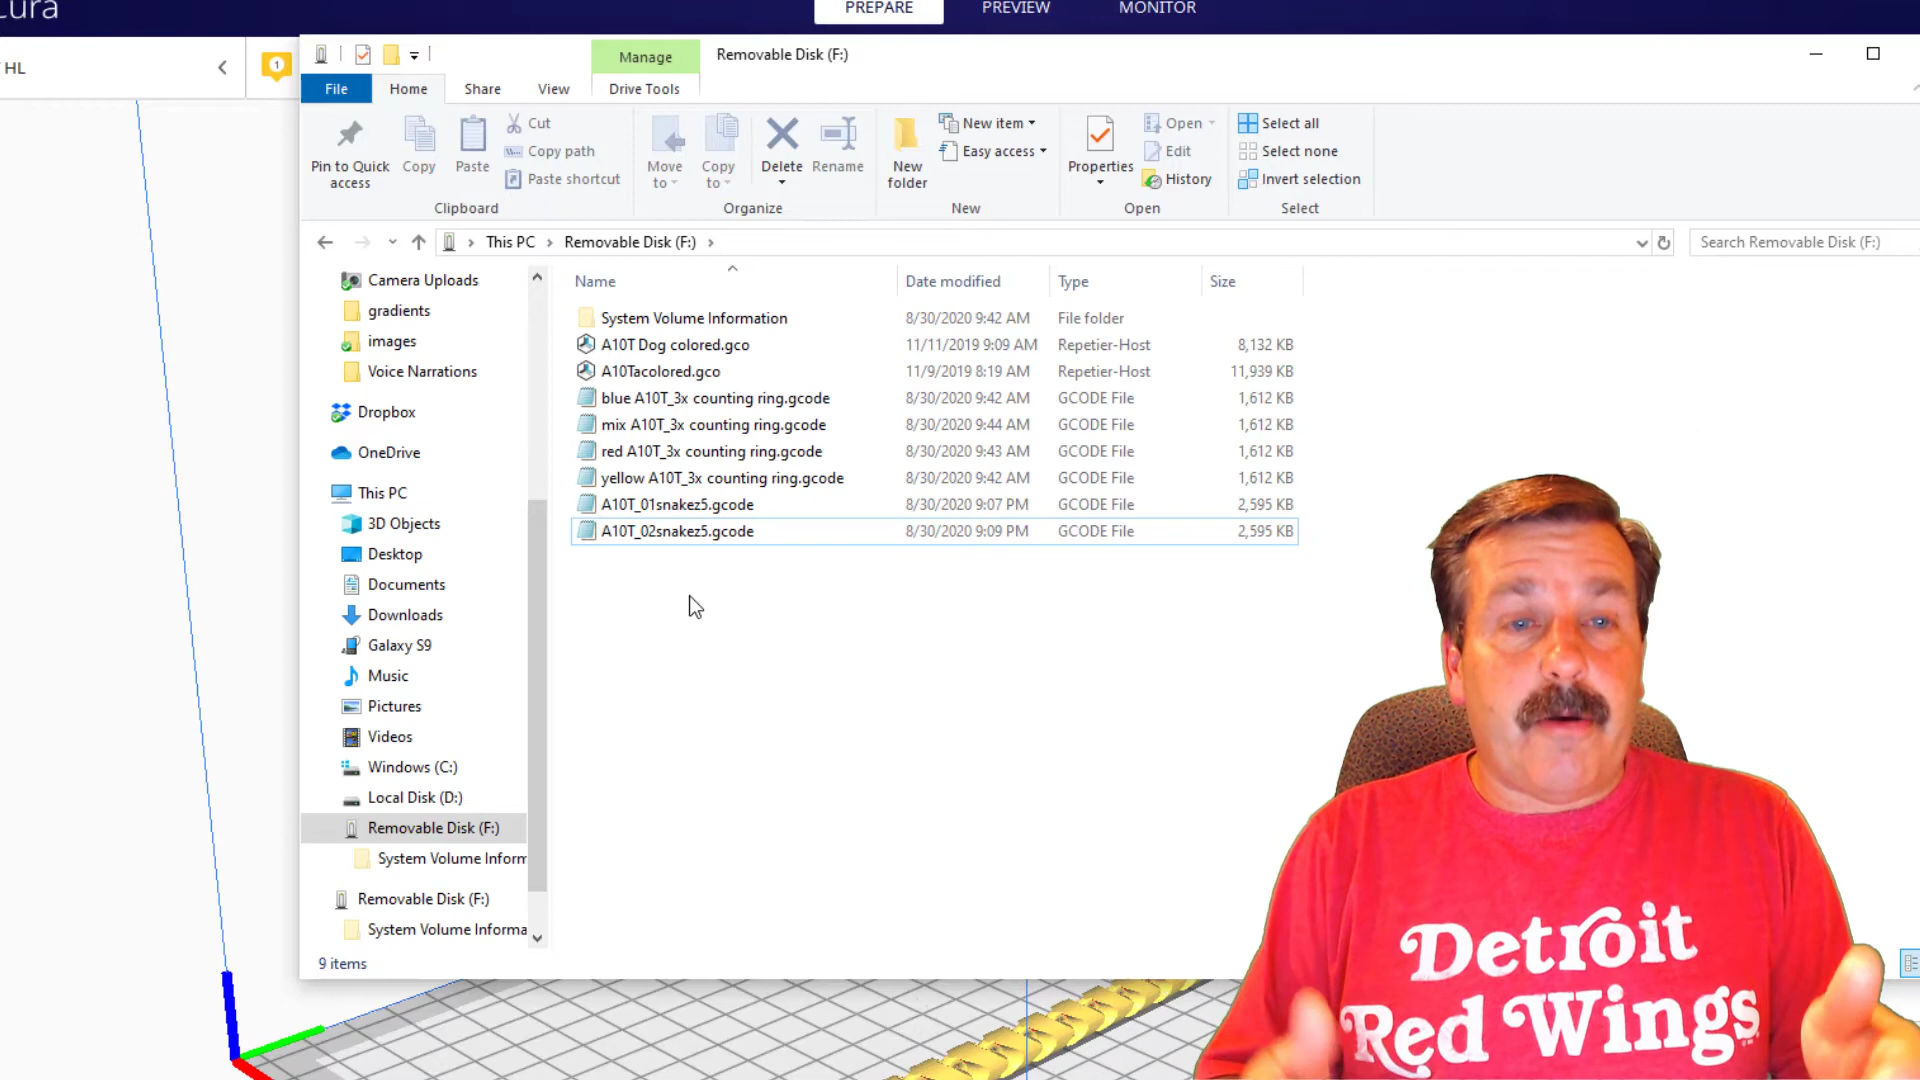 Cura
PREPARE
PREVIEW
MONITOR
HL
1
Manage
Removable Disk (F:)
File
Home
Share
View
Drive Tools
Pin to Quick access
Copy
Paste
Cut
Copy path
Paste shortcut
Clipboard
Move to
Copy to
Delete
Rename
Organize
New folder
New item
Easy access
New
Properties
Open
Edit
History
Open
Select all
Select none
Invert selection
Select
This PC > Removable Disk (F:) >
Search Removable Disk (F:)
Name
Date modified
Type
Size
System Volume Information 8/30/2020 9:42 AM File folder
A10T Dog colored.gco 11/11/2019 9:09 AM Repetier-Host 8,132 KB
A10Tacolored.gco 11/9/2019 8:19 AM Repetier-Host 11,939 KB
blue A10T_3x counting ring.gcode 8/30/2020 9:42 AM GCODE File 1,612 KB
mix A10T_3x counting ring.gcode 8/30/2020 9:44 AM GCODE File 1,612 KB
red A10T_3x counting ring.gcode 8/30/2020 9:43 AM GCODE File 1,612 KB
yellow A10T_3x counting ring.gcode 8/30/2020 9:42 AM GCODE File 1,612 KB
A10T_01snakez5.gcode 8/30/2020 9:07 PM GCODE File 2,595 KB
A10T_02snakez5.gcode 8/30/2020 9:09 PM GCODE File 2,595 KB
Camera Uploads
gradients
images
Voice Narrations
Dropbox
OneDrive
This PC
3D Objects
Desktop
Documents
Downloads
Galaxy S9
Music
Pictures
Videos
Windows (C:)
Local Disk (D:)
Removable Disk (F:)
System Volume Inform
Removable Disk (F:)
System Volume Informa
9 items
Detroit
Red Wings